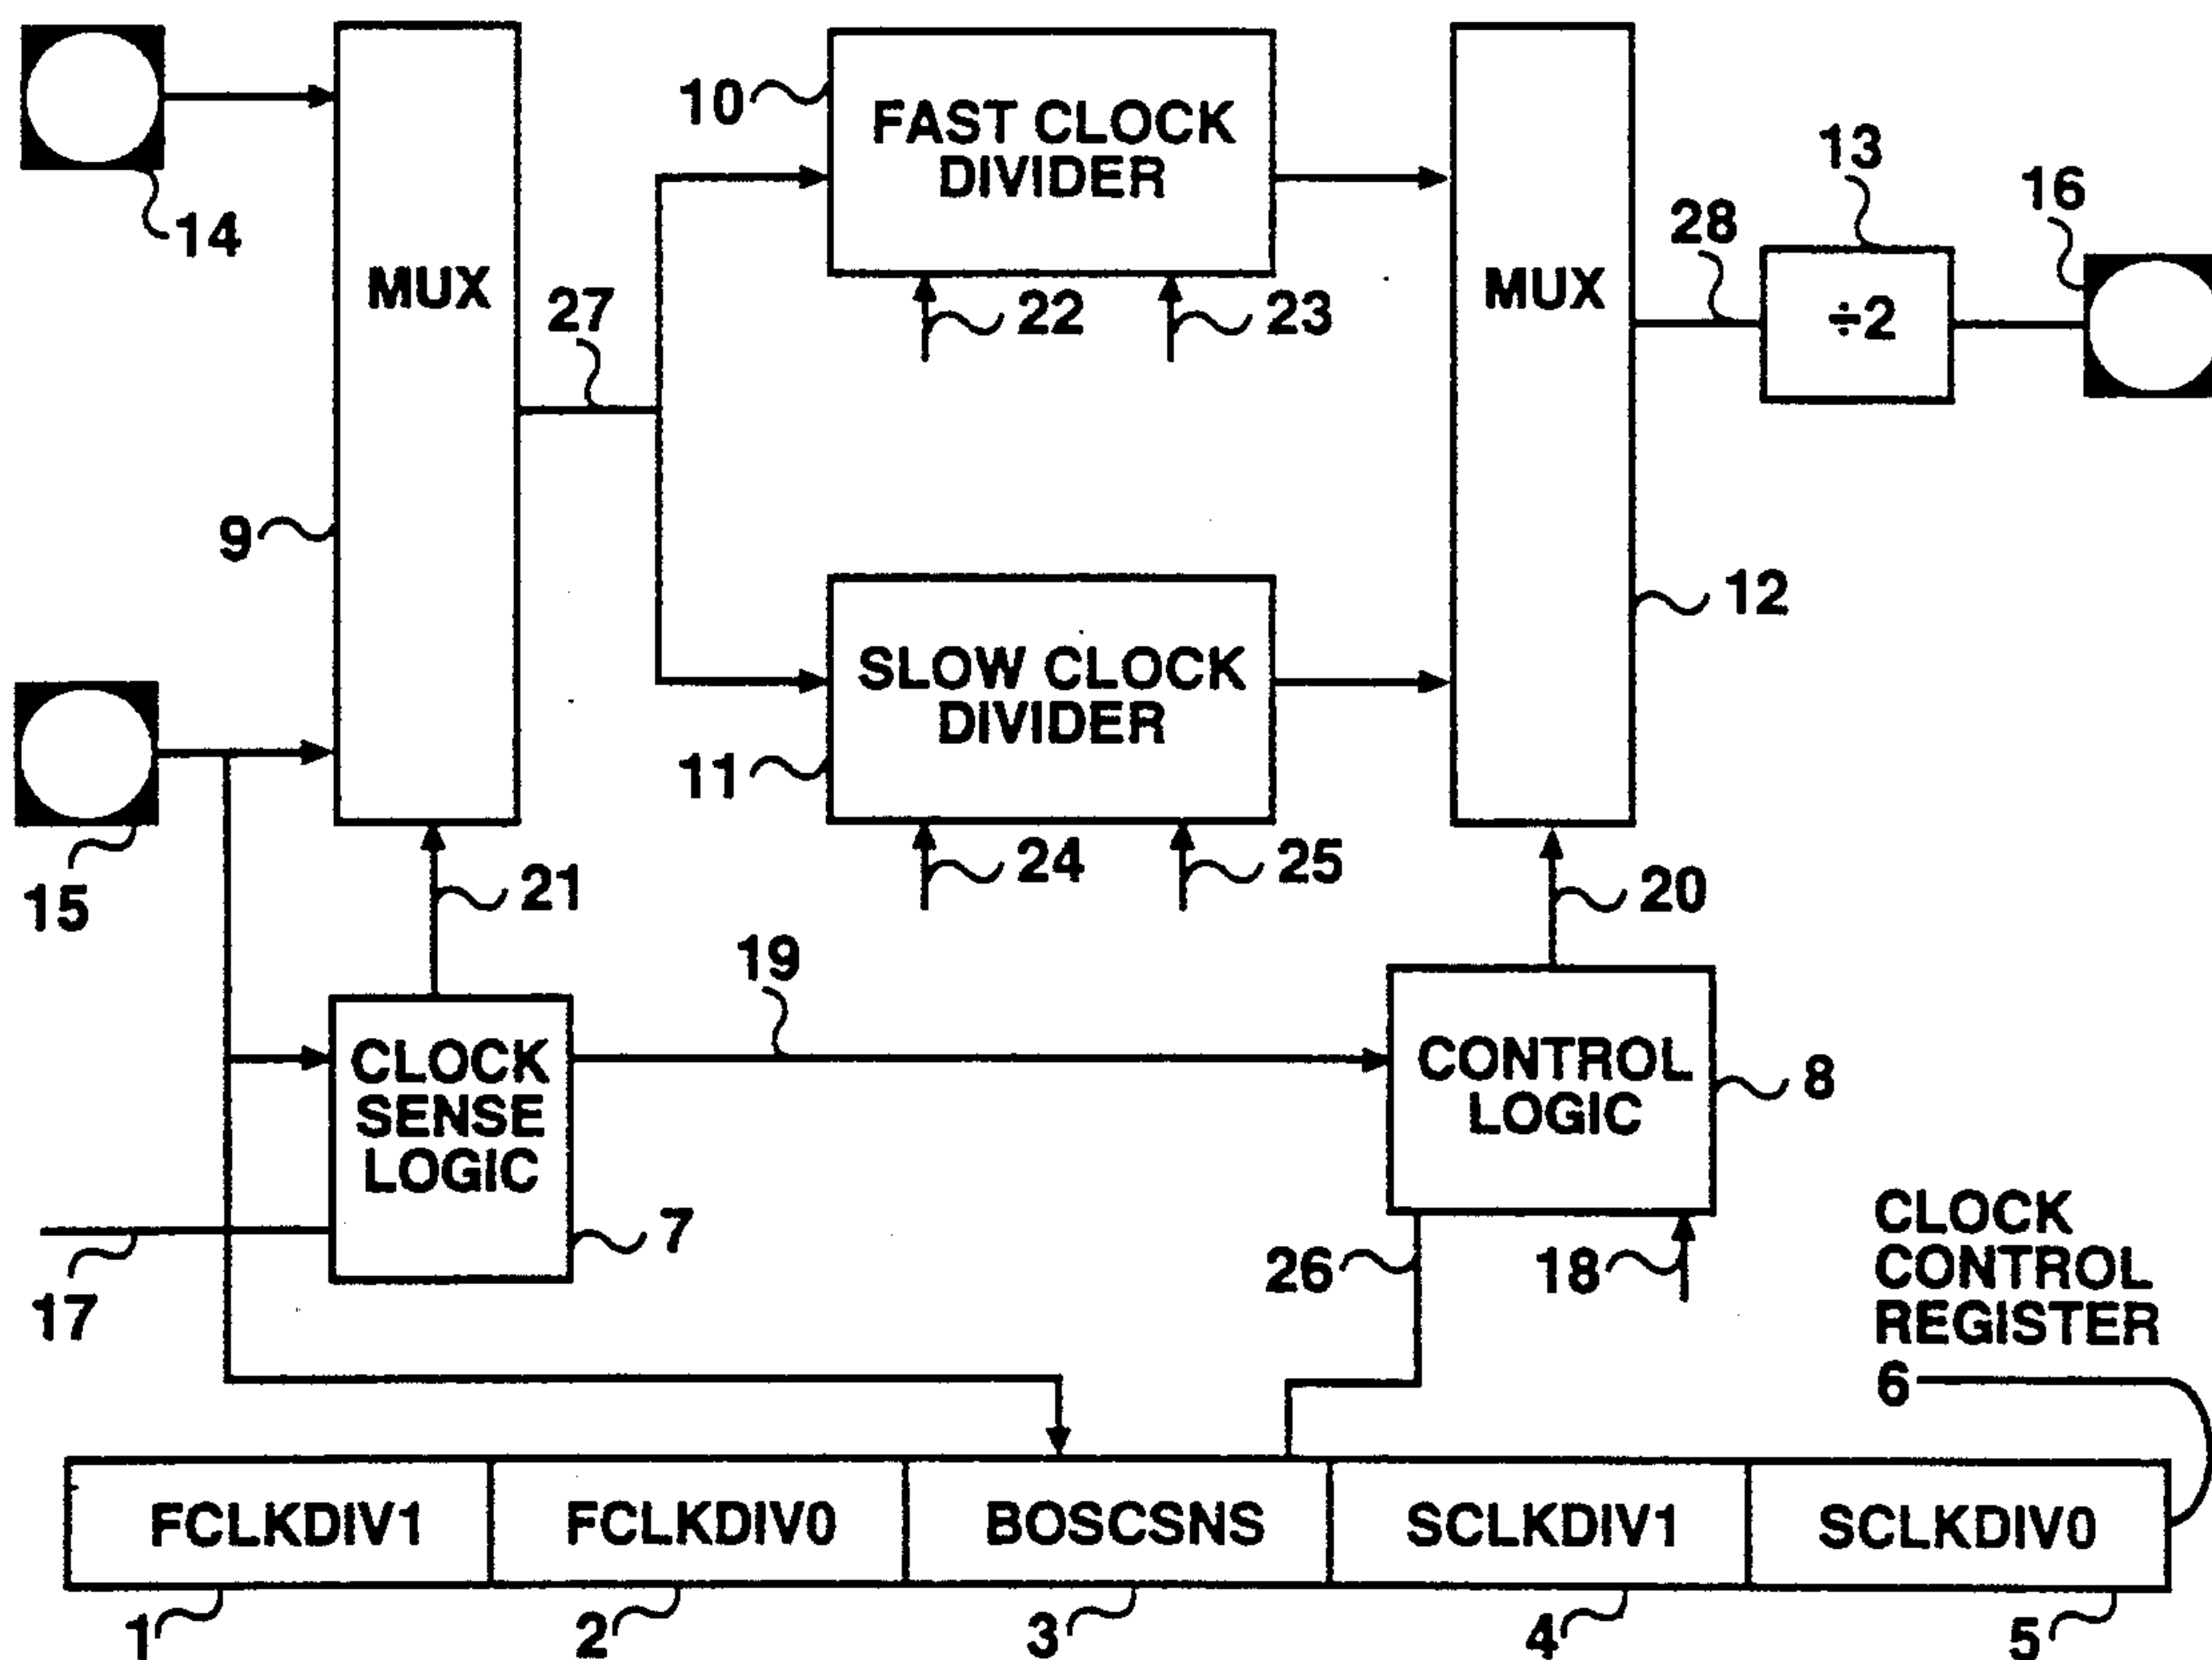 14
MUX
9
27
10
FAST CLOCK
DIVIDER
22
23
MUX
28
13
÷2
16
12
SLOW CLOCK
DIVIDER
11
24
25
15
21
20
19
CLOCK
SENSE
LOGIC
7
17
CONTROL
LOGIC
8
26
18
CLOCK
CONTROL
REGISTER
6
FCLKDIV1
FCLKDIV0
BOSCSNS
SCLKDIV1
SCLKDIV0
1
2
3
4
5